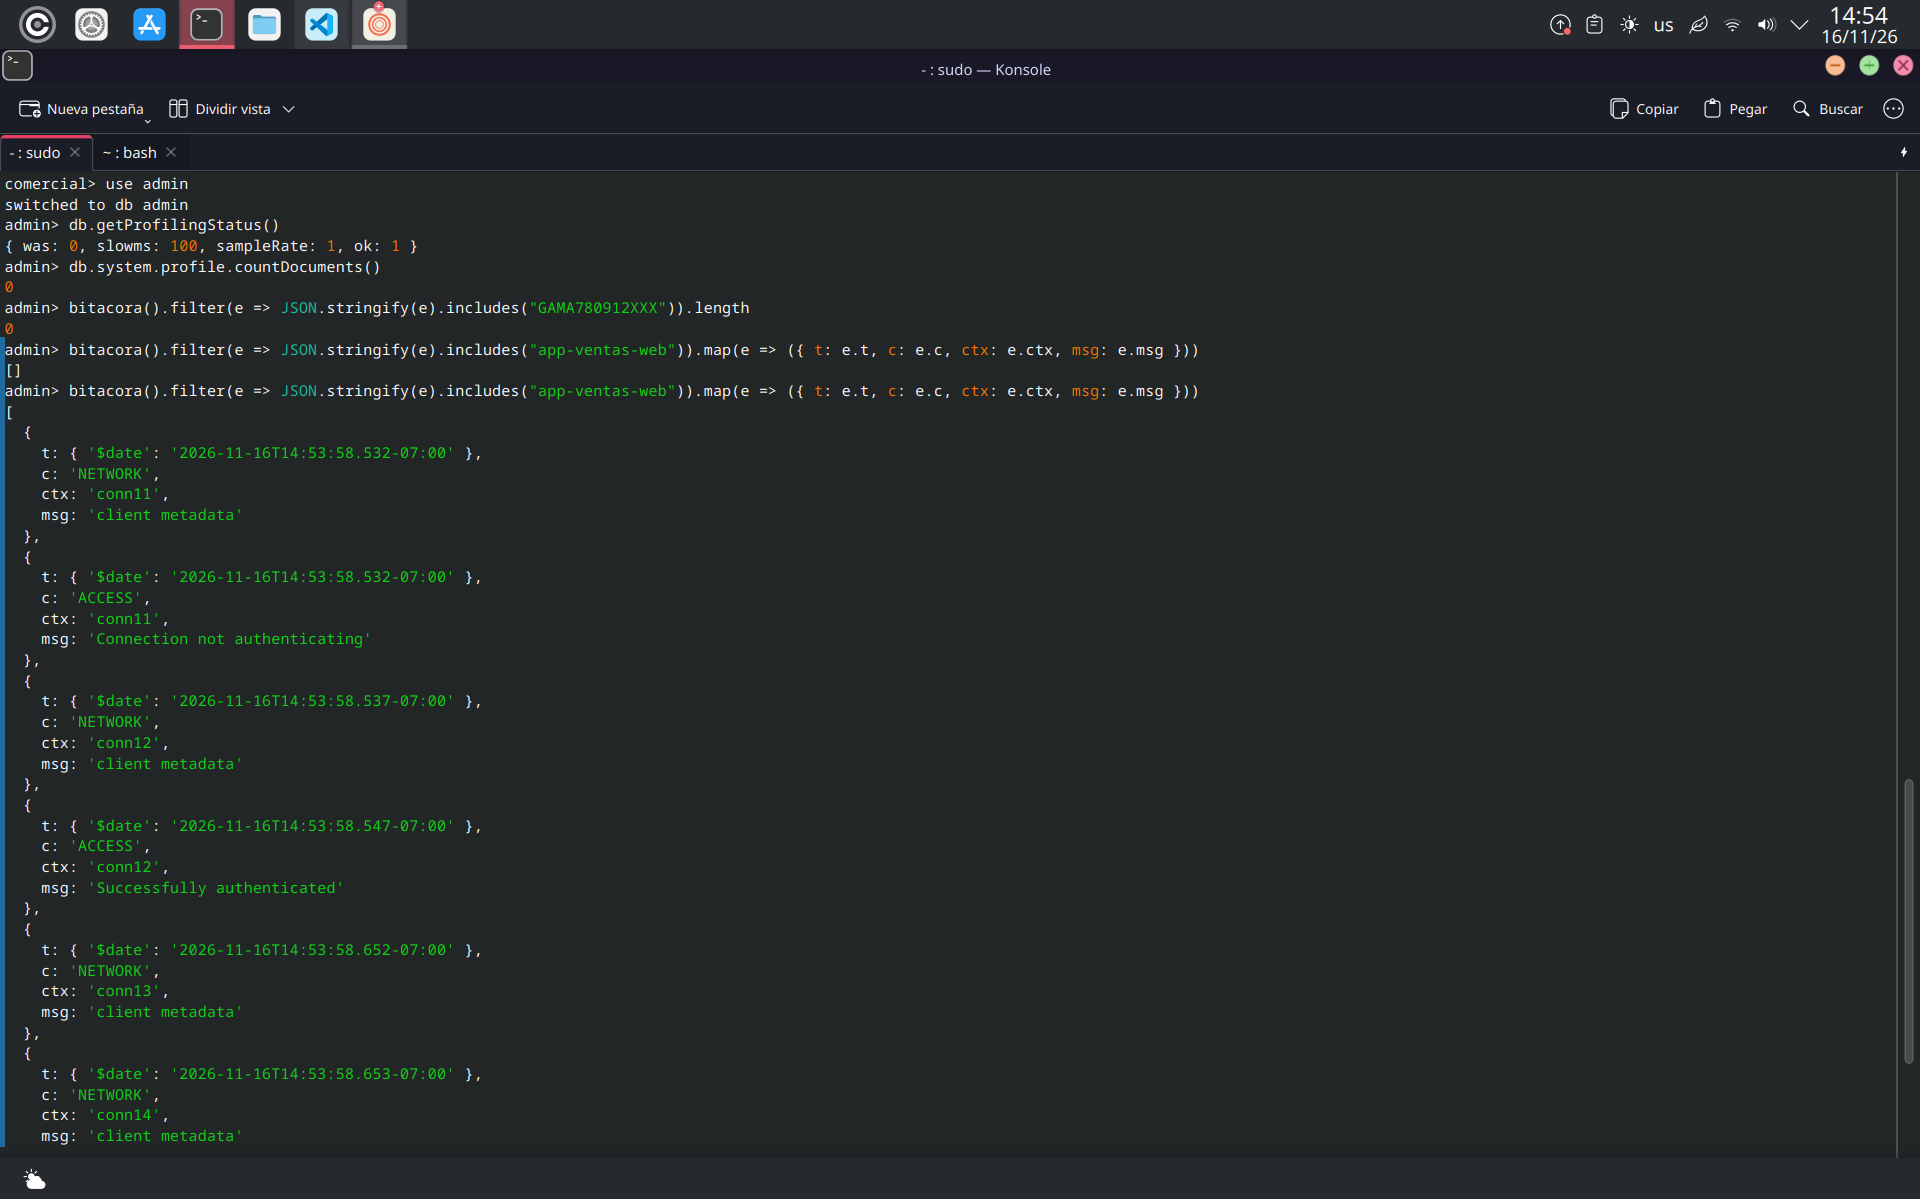 us
14:54
16/11/26
- : sudo — Konsole
Nueva pestaña
Dividir vista
Copiar
Pegar
Buscar
- : sudo
~ : bash
comercial> use admin
switched to db admin
admin> db.getProfilingStatus()
{ was: 0, slowms: 100, sampleRate: 1, ok: 1 }
admin> db.system.profile.countDocuments()
0
admin> bitacora().filter(e => JSON.stringify(e).includes("GAMA780912XXX")).length
0
admin> bitacora().filter(e => JSON.stringify(e).includes("app-ventas-web")).map(e => ({ t: e.t, c: e.c, ctx: e.ctx, msg: e.msg }))
[]
admin> bitacora().filter(e => JSON.stringify(e).includes("app-ventas-web")).map(e => ({ t: e.t, c: e.c, ctx: e.ctx, msg: e.msg }))
[
  {
    t: { '$date': '2026-11-16T14:53:58.532-07:00' },
    c: 'NETWORK',
    ctx: 'conn11',
    msg: 'client metadata'
  },
  {
    t: { '$date': '2026-11-16T14:53:58.532-07:00' },
    c: 'ACCESS',
    ctx: 'conn11',
    msg: 'Connection not authenticating'
  },
  {
    t: { '$date': '2026-11-16T14:53:58.537-07:00' },
    c: 'NETWORK',
    ctx: 'conn12',
    msg: 'client metadata'
  },
  {
    t: { '$date': '2026-11-16T14:53:58.547-07:00' },
    c: 'ACCESS',
    ctx: 'conn12',
    msg: 'Successfully authenticated'
  },
  {
    t: { '$date': '2026-11-16T14:53:58.652-07:00' },
    c: 'NETWORK',
    ctx: 'conn13',
    msg: 'client metadata'
  },
  {
    t: { '$date': '2026-11-16T14:53:58.653-07:00' },
    c: 'NETWORK',
    ctx: 'conn14',
    msg: 'client metadata'